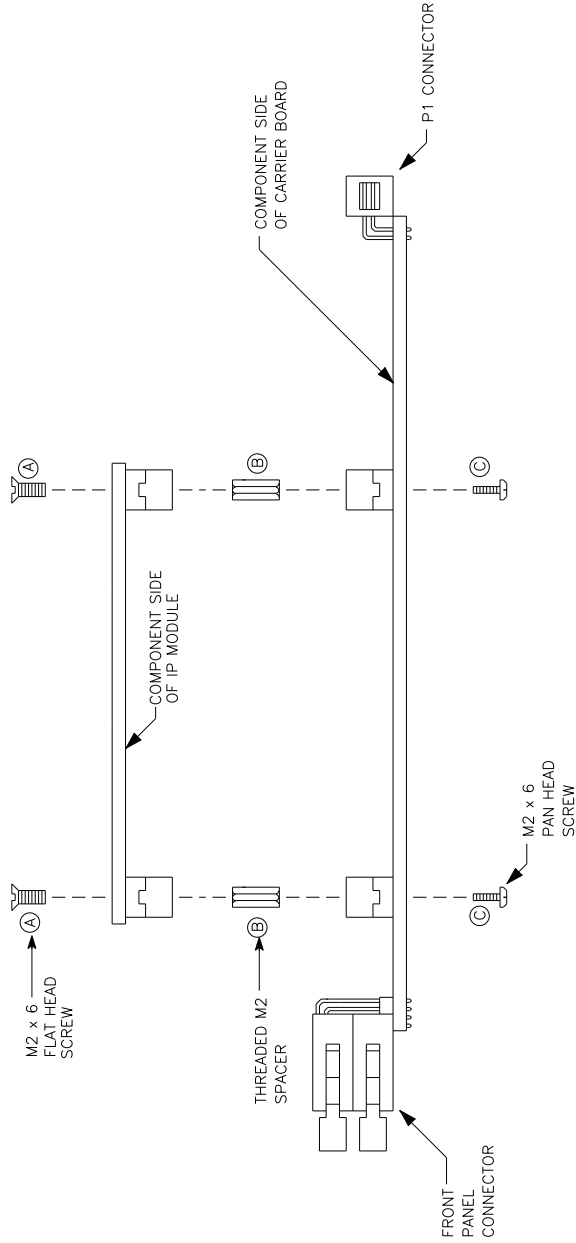 M2 x 6
FLAT HEAD
SCREW
A
A
COMPONENT SIDE
OF IP MODULE
THREADED M2
SPACER
B
B
COMPONENT SIDE
OF CARRIER BOARD
FRONT
PANEL
CONNECTOR
P1 CONNECTOR
C
C
M2 x 6
PAN HEAD
SCREW